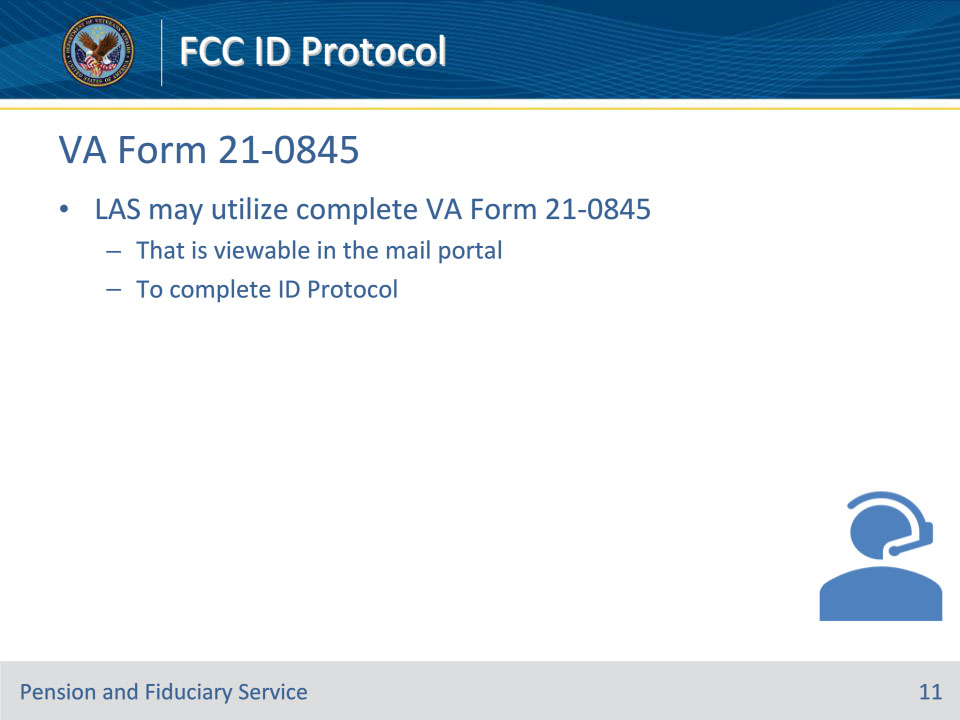 FCC ID Protocol
VA Form 21-0845
• LAS may utilize complete VA Form 21-0845
– That is viewable in the mail portal
– To complete ID Protocol
Pension and Fiduciary Service
11